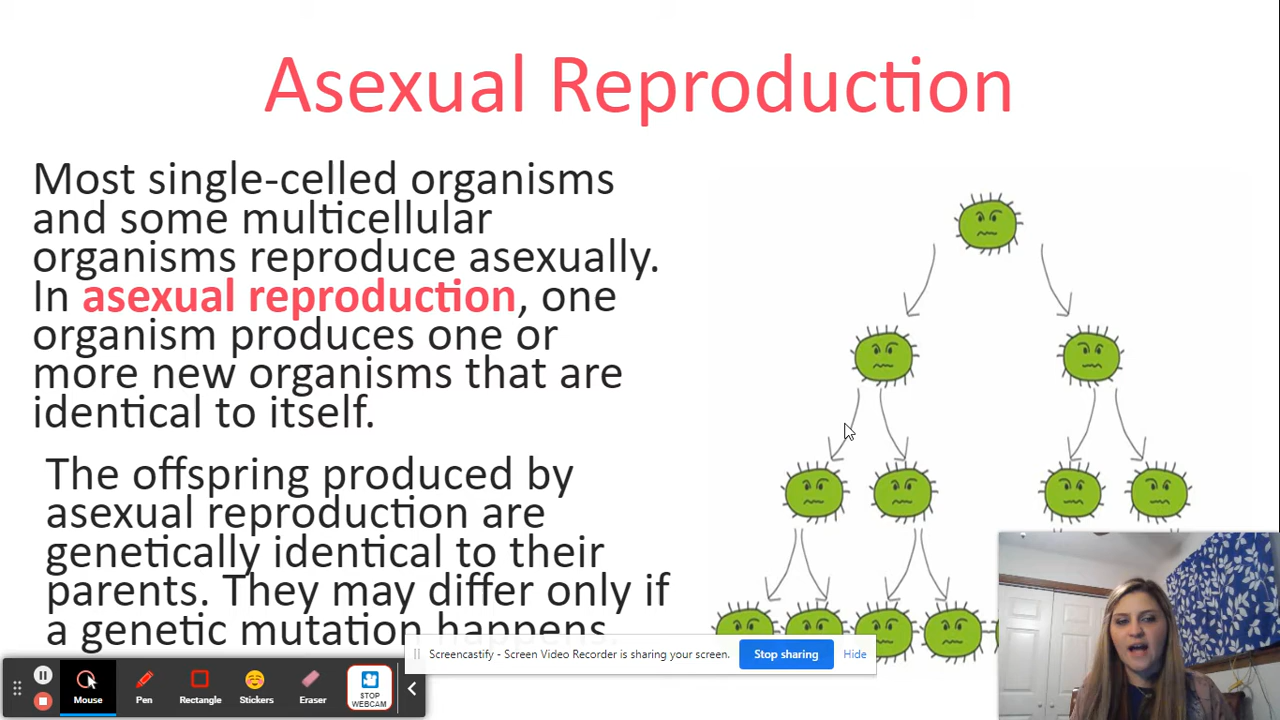 Asexual Reproduction
Most single-celled organisms
and some multicellular
organisms reproduce asexually.
In asexual reproduction, one
organism produces one or
more new organisms that are
identical to itself.
The offspring produced by
asexual reproduction are
genetically identical to their
parents. They may differ only if
a genetic mutation happens.
Screencastify - Screen Video Recorder is sharing your screen.
Stop sharing
Hide
Mouse
Pen
Rectangle
Stickers
Eraser
STOP
WEBCAM